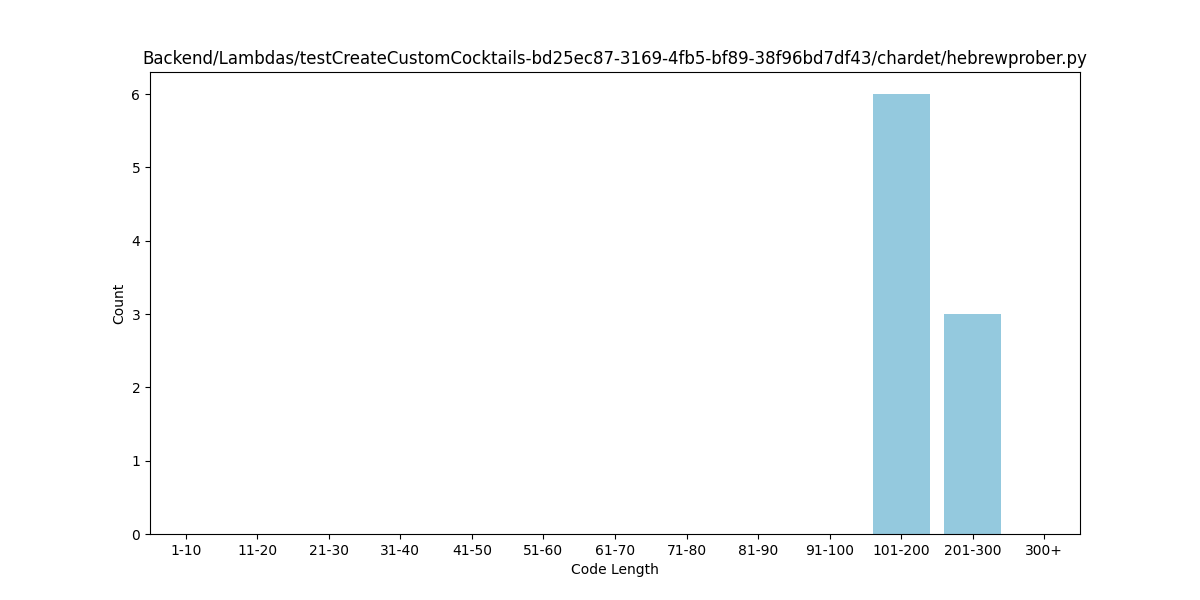 Backend/Lambdas/testCreateCustomCocktails-bd25ec87-3169-4fb5-bf89-38f96bd7df43/chardet/hebrewprober.py
6
5
4
3
2
1
0
Count
1-10 11-20 21-30 31-40 41-50 51-60 61-70 71-80 81-90 91-100 101-200 201-300 300+
Code Length